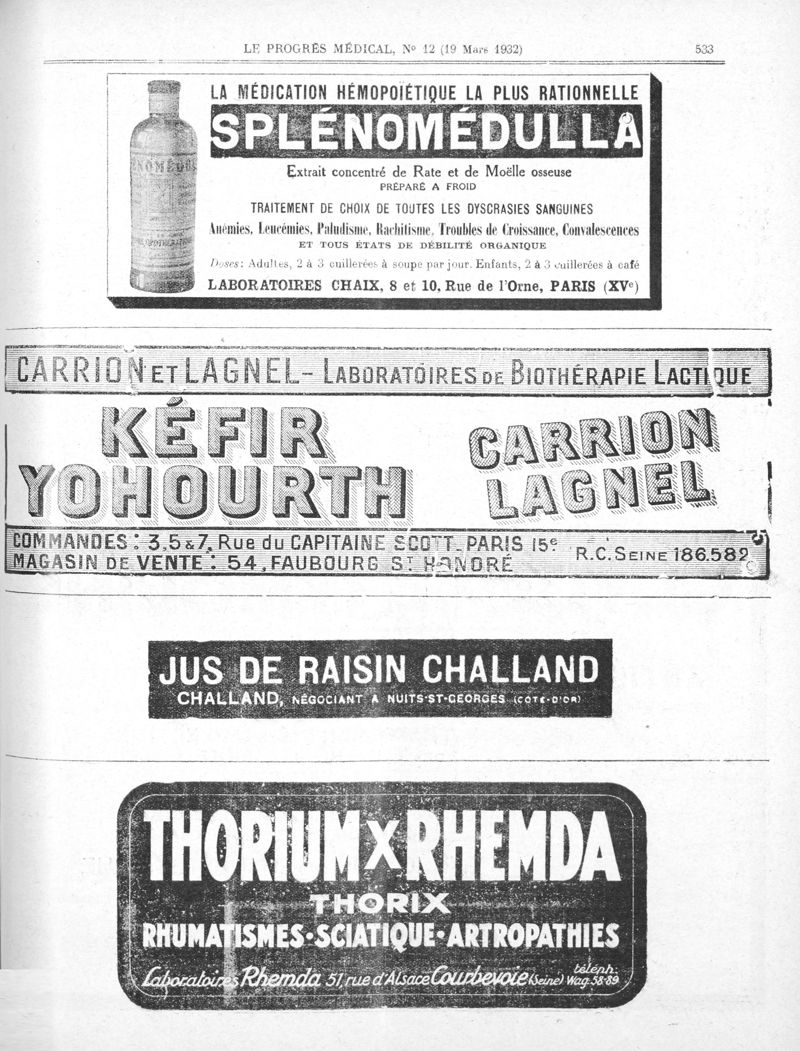 LE PROGRÈS MÉDICAL, No 12 (19 Mars 1932) 533
LA MÉDICATION HÉMOPOÏÉTIQUE LA PLUS RATIONNELLE
SPLÉNOMÉDULLA
Extrait concentré de Rate et de Moëlle osseuse
PRÉPARÉ A FROID
TRAITEMENT DE CHOIX DE TOUTES LES DYSCRASIES SANGUINES
Anémies, Leucémies, Paludisme, Rachitisme, Troubles de Croissance, Convalescences
ET TOUS ÉTATS DE DÉBILITÉ ORGANIQUE
Doses: Adultes, 2 à 3 cuillerées à soupe par jour. Enfants, 2 à 3 cuillerées à café
LABORATOIRES CHAIX, 8 et 10, Rue de l'Orne, PARIS (XVe)
CARRION ET LAGNEL - LABORATOIRES DE BIOTHÉRAPIE LACTIQUE
KÉFIR
YOHOURTH
CARRION
LAGNEL
COMMANDES: 3,5&7, Rue du CAPITAINE SCOTT_PARIS 15e
MAGASIN DE VENTE: 54, FAUBOURG ST HONORÉ
R.C. SEINE 186.582
JUS DE RAISIN CHALLAND
CHALLAND, NÉGOCIANT A NUITS-ST-GEORGES (COTE-D'OR)
THORIUM X RHEMDA
THORIX
RHUMATISMES·SCIATIQUE·ARTROPATHIES
Laboratoires Rhemda 51, rue d'Alsace Courbevoie (Seine) téleph. Wag. 58-89